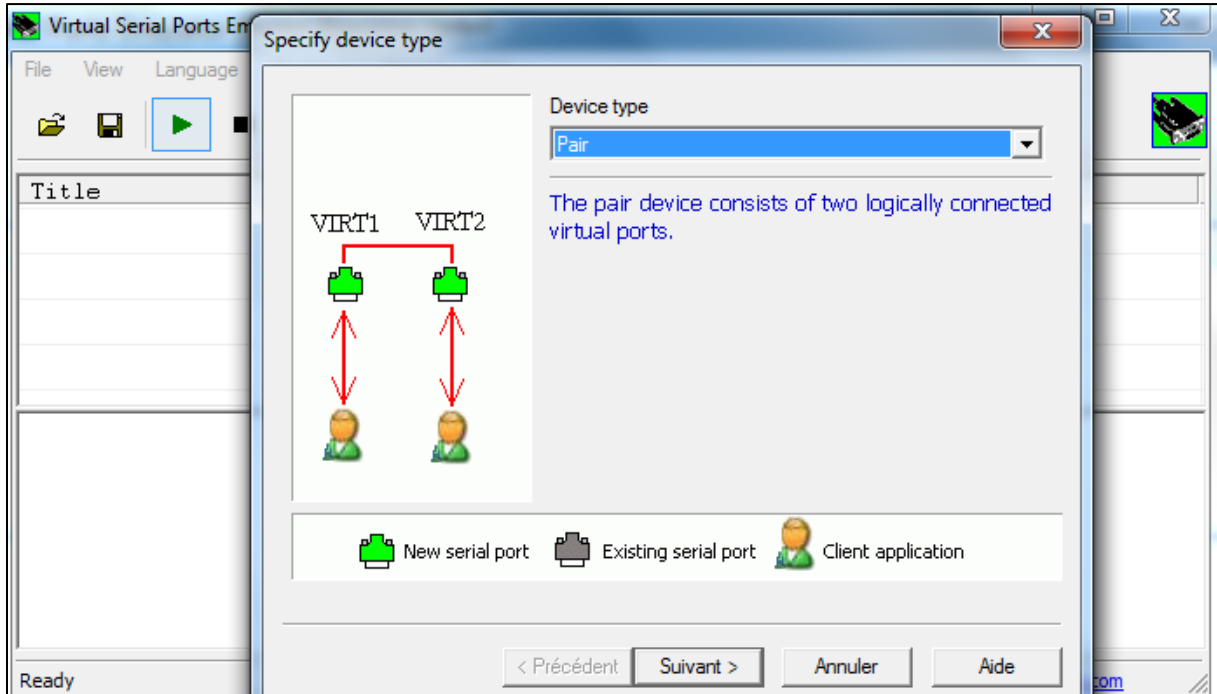 Virtual Serial Ports Em
Specify device type
File View Language
Device type
Pair
Title
The pair device consists of two logically connected
virtual ports.
VIRT1 VIRT2
New serial port Existing serial port Client application
< Précédent Suivant > Annuler Aide
Ready
com